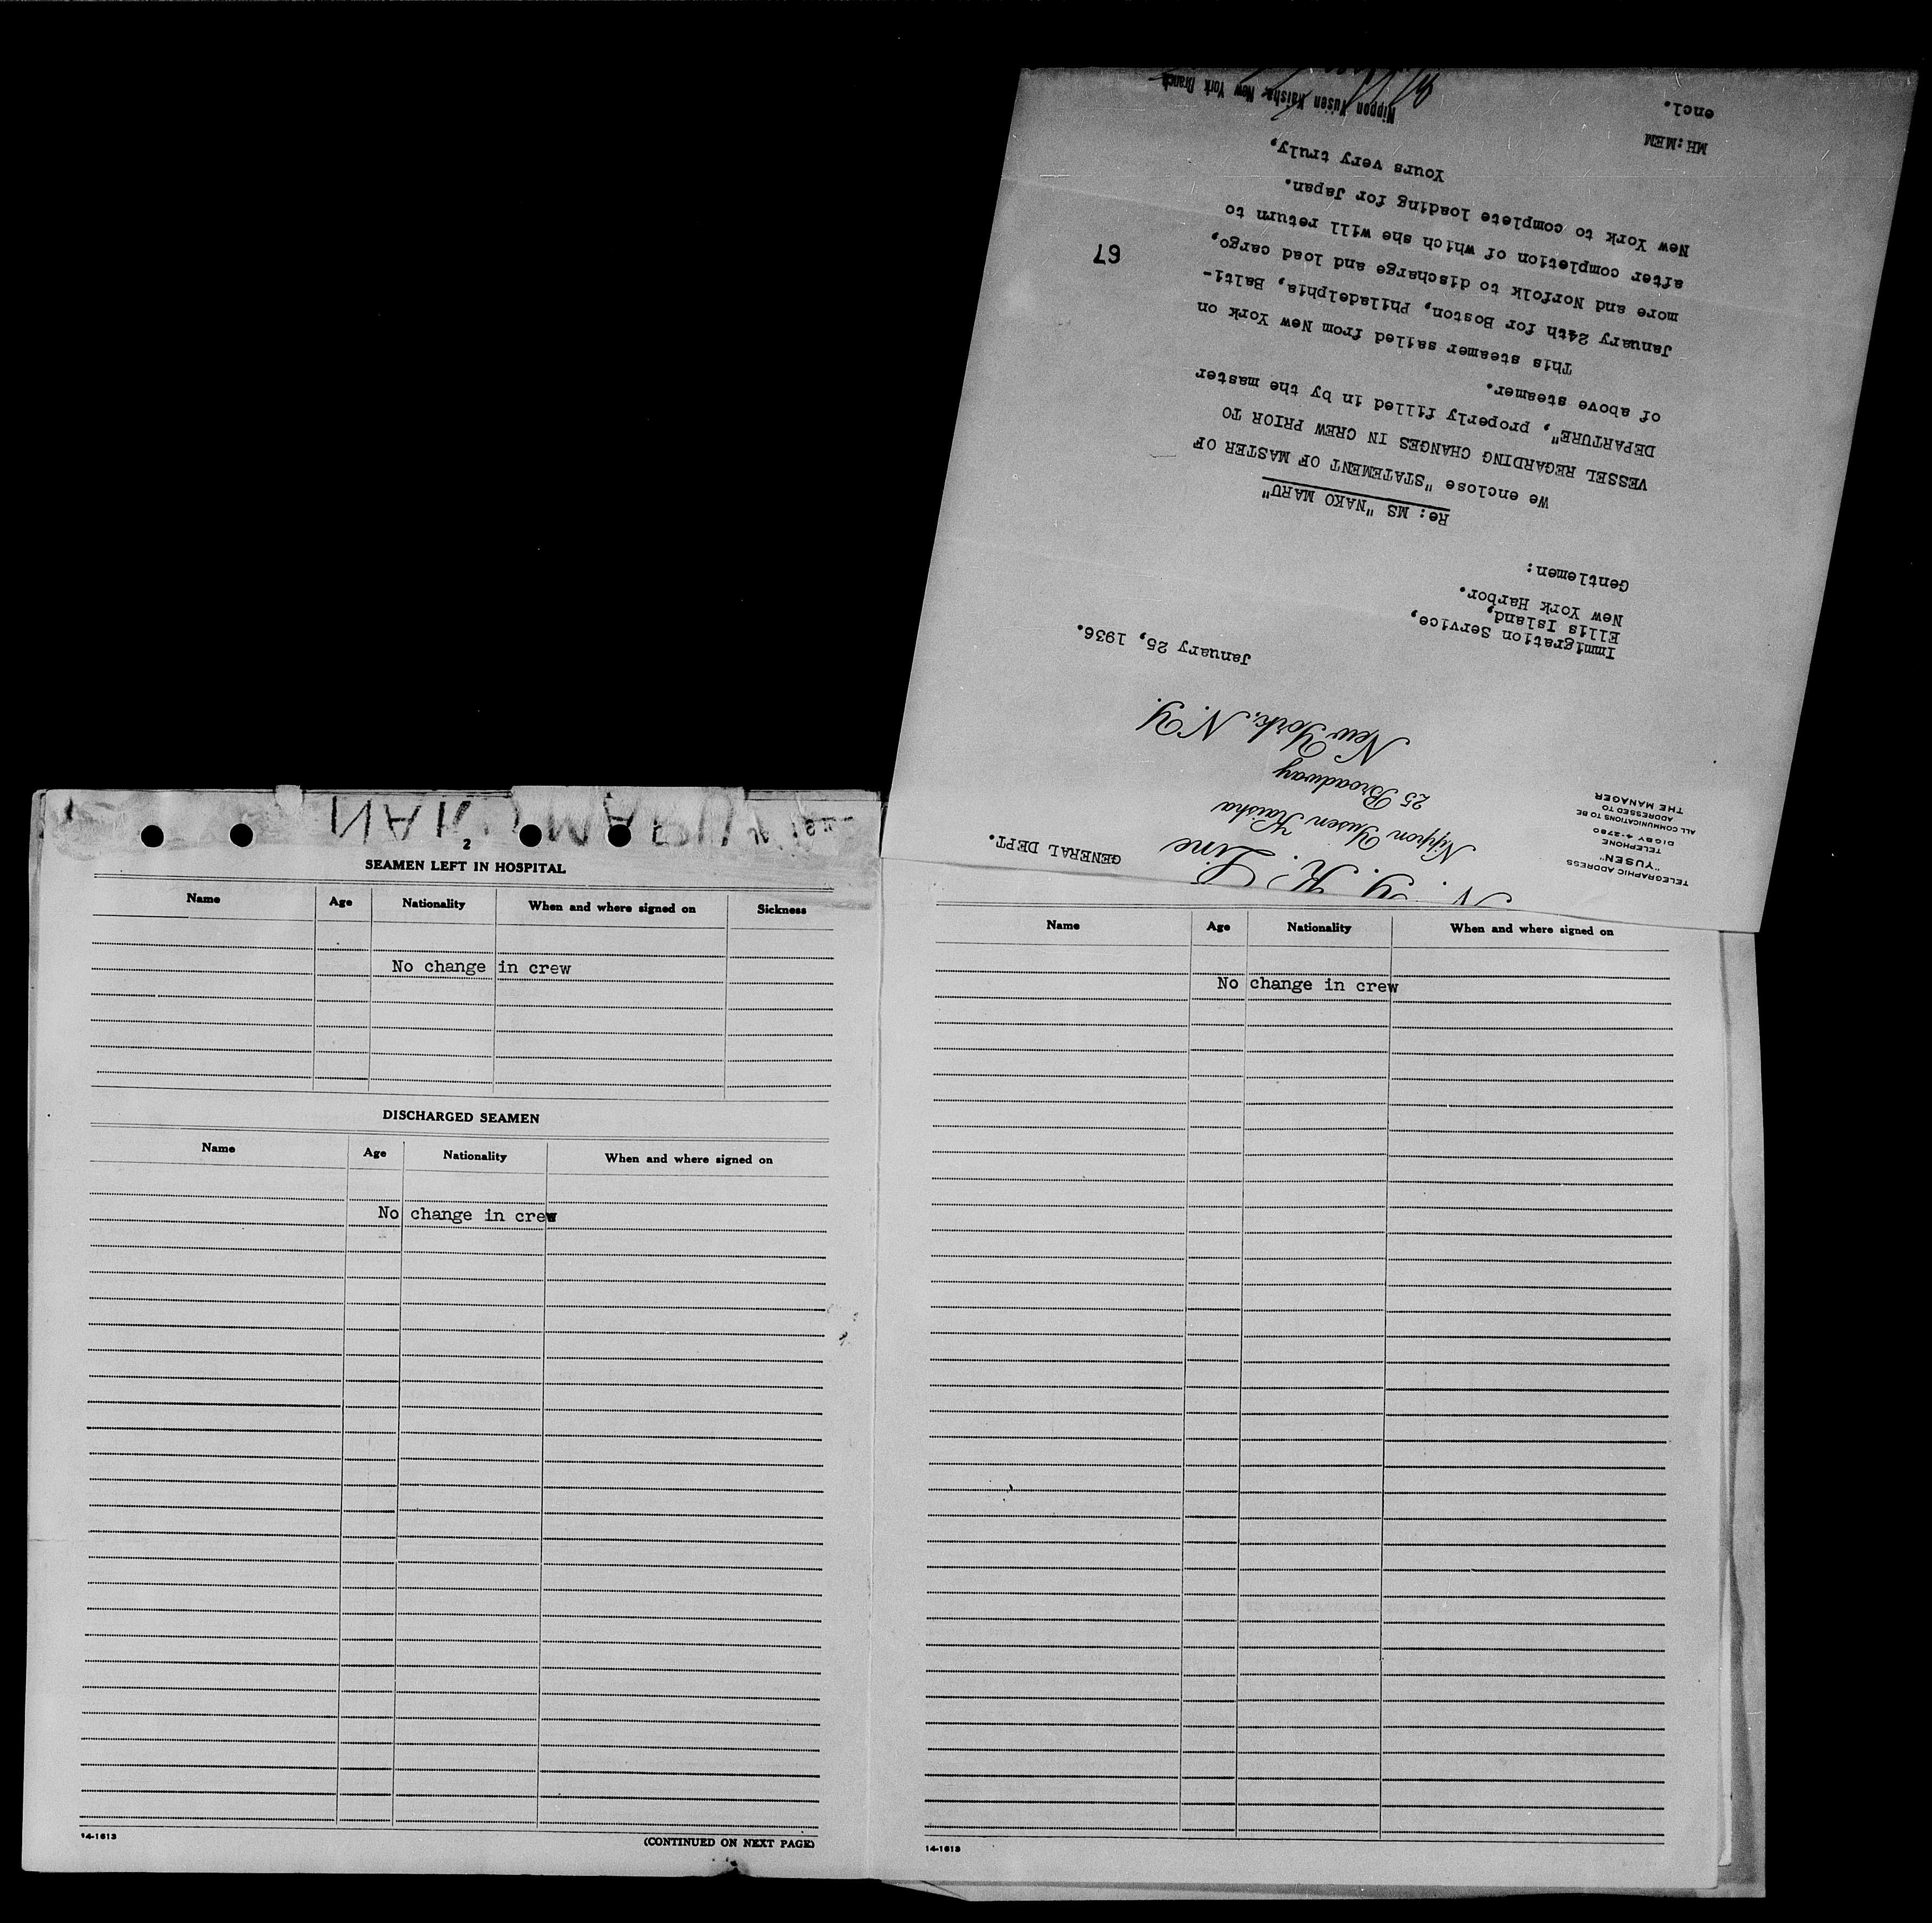 N. Y. K. Line
GENERAL DEPT.
Nippon Yusen Kaisha
25 Broadway
New York, N.Y.
TELEGRAPHIC ADDRESS
"YUSEN"
TELEPHONE
DIGBY 4-2780
ALL COMMUNICATIONS TO BE
ADDRESSED TO
THE MANAGER
January 25, 1936.
Immigration Service,
Ellis Island,
New York Harbor.
Gentlemen:
Re: MS "NAKO MARU"
We enclose "STATEMENT OF MASTER OF
VESSEL REGARDING CHANGES IN CREW PRIOR TO
DEPARTURE", properly filled in by the master
of above steamer.
This steamer sailed from New York on
January 24th for Boston, Philadelphia, Balti-
more and Norfolk to discharge and load cargo,
after completion of which she will return to
New York to complete loading for Japan.
67
Yours very truly,
MH:MEM
encl.
Nippon Yusen Kaisha, New York Branch
2
SEAMEN LEFT IN HOSPITAL
Name Age Nationality When and where signed on Sickness
No change in crew
DISCHARGED SEAMEN
Name Age Nationality When and where signed on
No change in crew
14-1613 (CONTINUED ON NEXT PAGE)
Name Age Nationality When and where signed on
No change in crew
14-1613